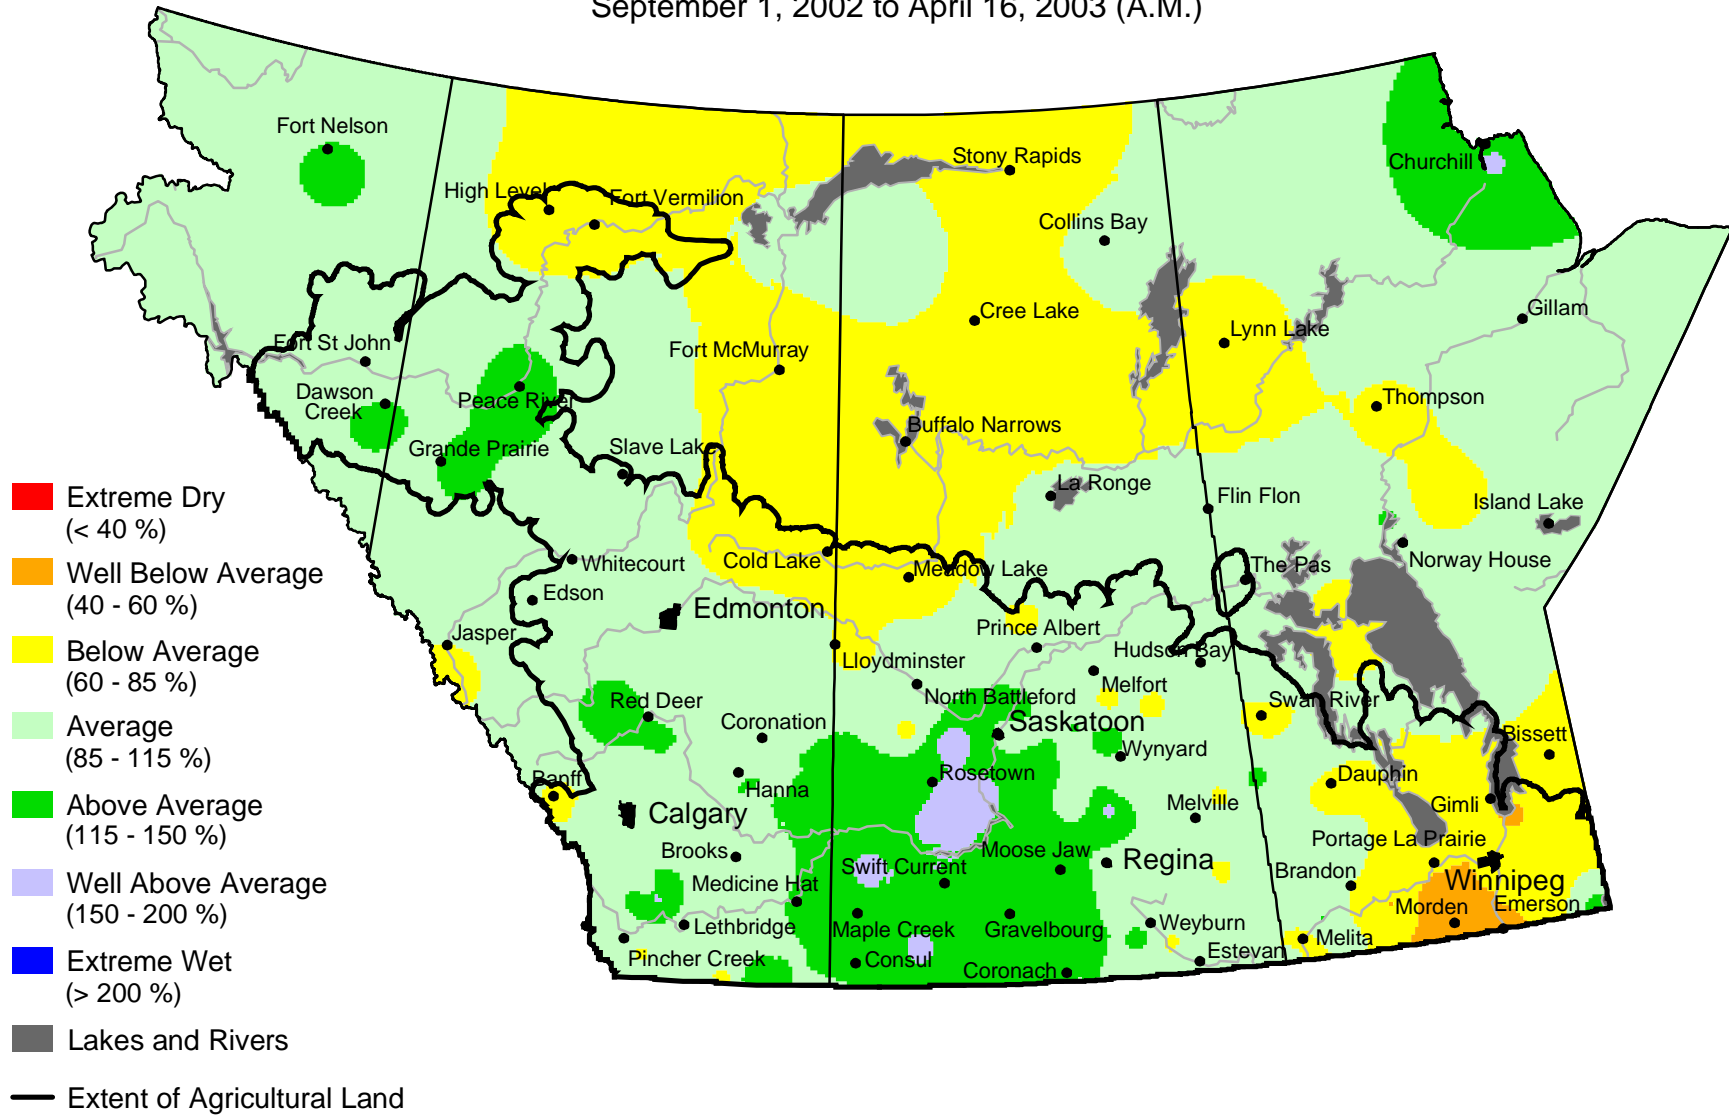 September 1, 2002 to April 16, 2003 (A.M.)
Fort Nelson
Churchill
Stony Rapids
High Level
Fort Vermilion
Collins Bay
Cree Lake
Gillam
Lynn Lake
Fort St John
Fort McMurray
Dawson
Creek
Peace River
Thompson
Buffalo Narrows
Grande Prairie
Slave Lake
La Ronge
Flin Flon
Island Lake
Extreme Dry
(< 40 %)
Whitecourt
Cold Lake
Meadow Lake
The Pas
Norway House
Well Below Average
(40 - 60 %)
Edson
Edmonton
Jasper
Prince Albert
Hudson Bay
Below Average
(60 - 85 %)
Lloydminster
Melfort
North Battleford
Swan River
Red Deer
Coronation
Saskatoon
Average
(85 - 115 %)
Wynyard
Bissett
Banff
Hanna
Rosetown
Dauphin
Above Average
(115 - 150 %)
Calgary
Melville
Gimli
Portage La Prairie
Brooks
Swift Current
Moose Jaw
Regina
Brandon
Winnipeg
Well Above Average
(150 - 200 %)
Medicine Hat
Morden
Emerson
Lethbridge
Maple Creek
Gravelbourg
Weyburn
Melita
Pincher Creek
Consul
Coronach
Estevan
Extreme Wet
(> 200 %)
Lakes and Rivers
Extent of Agricultural Land